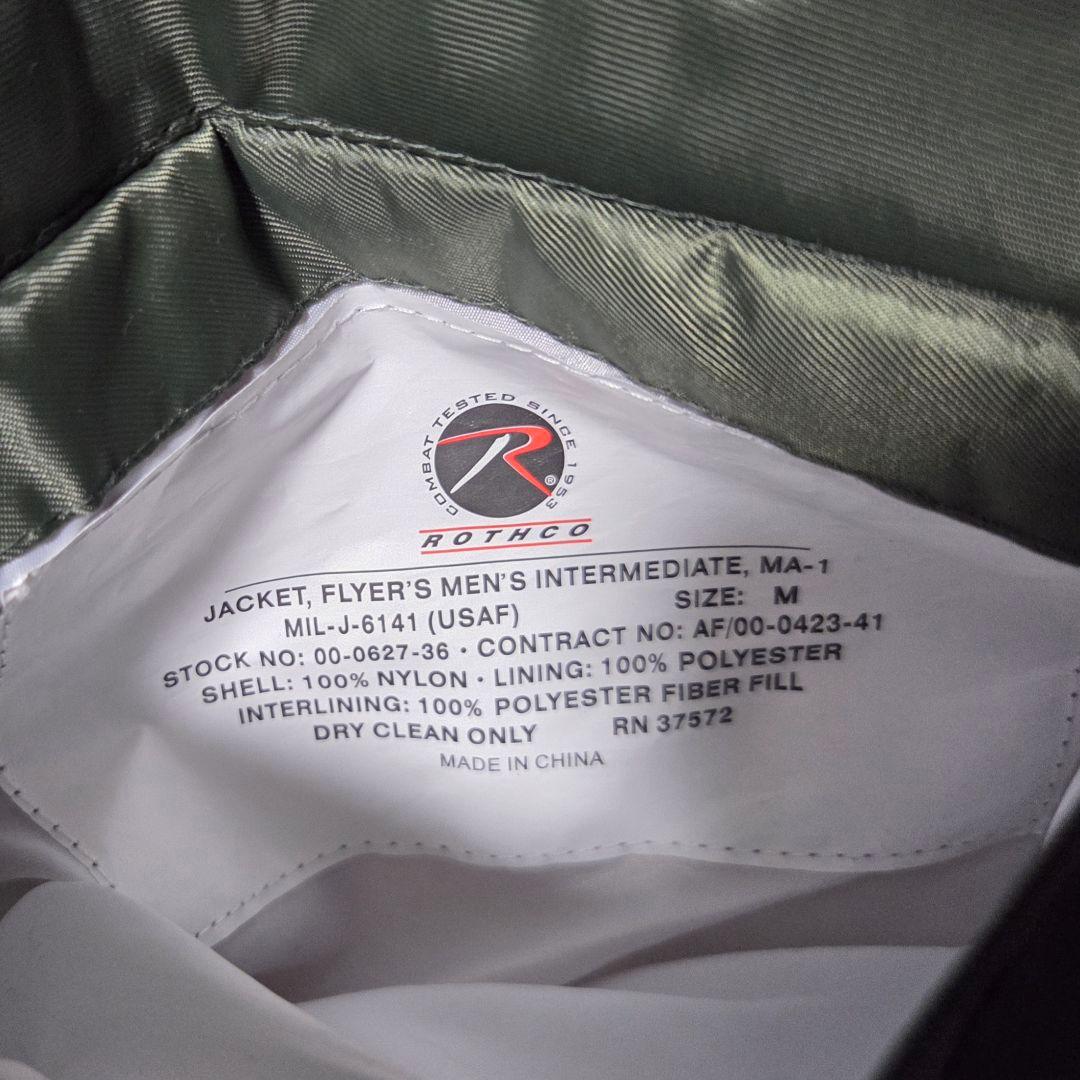 COMBAT TESTED SINCE 1953
R ®
ROTHCO
JACKET, FLYER'S MEN'S INTERMEDIATE, MA-1
MIL-J-6141 (USAF) SIZE: M
STOCK NO: 00-0627-36 • CONTRACT NO: AF/00-0423-41
SHELL: 100% NYLON • LINING: 100% POLYESTER
INTERLINING: 100% POLYESTER FIBER FILL
DRY CLEAN ONLY RN 37572
MADE IN CHINA